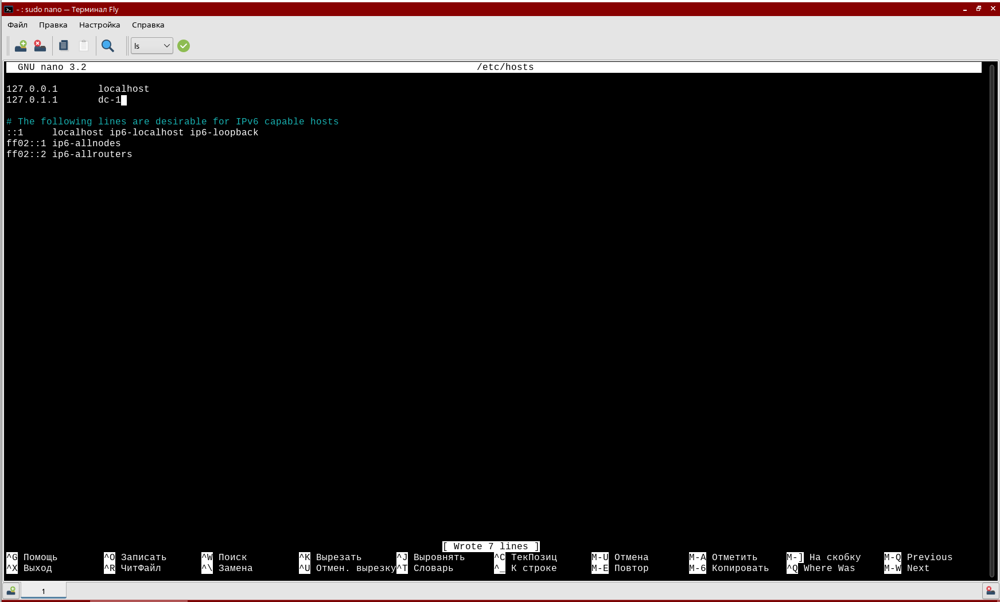 - : sudo nano — Терминал Fly
Файл Правка Настройка Справка
ls
GNU nano 3.2 /etc/hosts
127.0.0.1 localhost
127.0.1.1 dc-1
# The following lines are desirable for IPv6 capable hosts
::1 localhost ip6-localhost ip6-loopback
ff02::1 ip6-allnodes
ff02::2 ip6-allrouters
[ Wrote 7 lines ]
^G Помощь ^O Записать ^W Поиск ^K Вырезать ^J Выровнять ^C ТекПозиц M-U Отмена M-A Отметить M-] На скобку M-Q Previous
^X Выход ^R ЧитФайл ^\ Замена ^U Отмен. вырезку ^T Словарь ^_ К строке M-E Повтор M-6 Копировать ^Q Where Was M-W Next
1